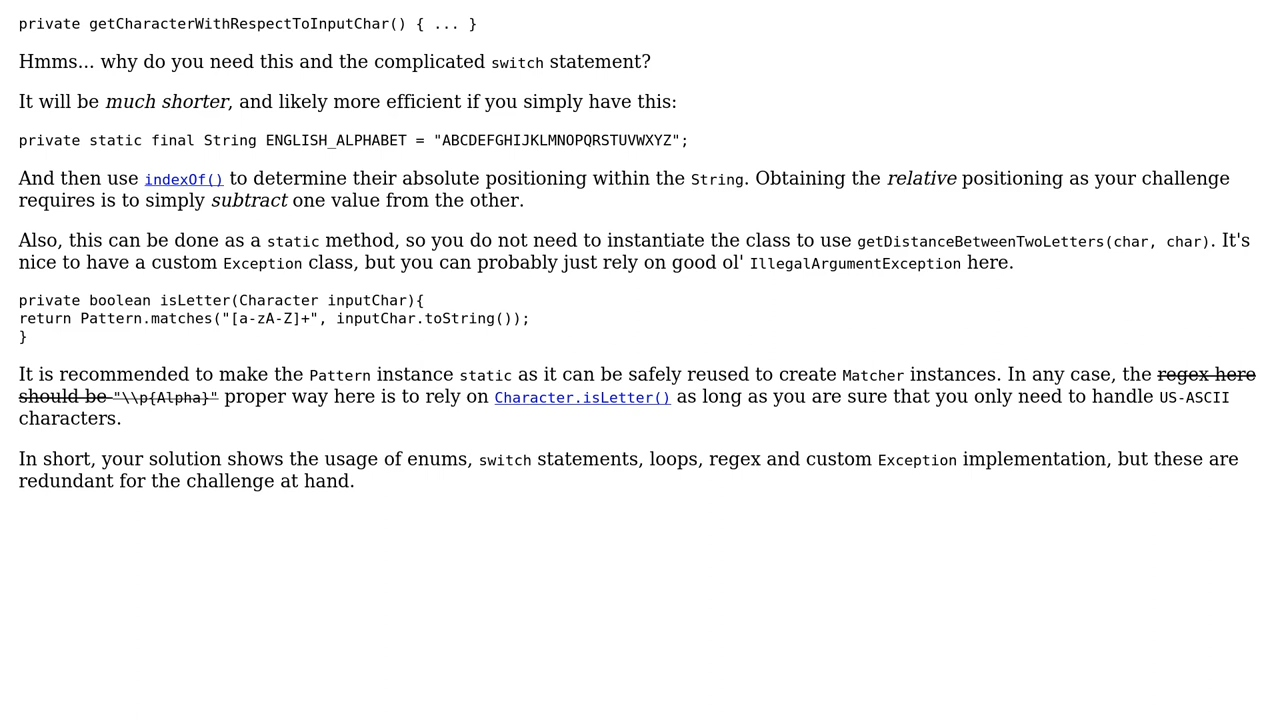 private getCharacterWithRespectToInputChar() { ... }
Hmms... why do you need this and the complicated switch statement?
It will be much shorter, and likely more efficient if you simply have this:
private static final String ENGLISH_ALPHABET = "ABCDEFGHIJKLMNOPQRSTUVWXYZ";
And then use indexOf() to determine their absolute positioning within the String. Obtaining the relative positioning as your challenge
requires is to simply subtract one value from the other.
Also, this can be done as a static method, so you do not need to instantiate the class to use getDistanceBetweenTwoLetters(char, char). It's
nice to have a custom Exception class, but you can probably just rely on good ol' IllegalArgumentException here.
private boolean isLetter(Character inputChar){
return Pattern.matches("[a-zA-Z]+", inputChar.toString());
}
It is recommended to make the Pattern instance static as it can be safely reused to create Matcher instances. In any case, the regex here
should be "\\p{Alpha}" proper way here is to rely on Character.isLetter() as long as you are sure that you only need to handle US-ASCII
characters.
In short, your solution shows the usage of enums, switch statements, loops, regex and custom Exception implementation, but these are
redundant for the challenge at hand.